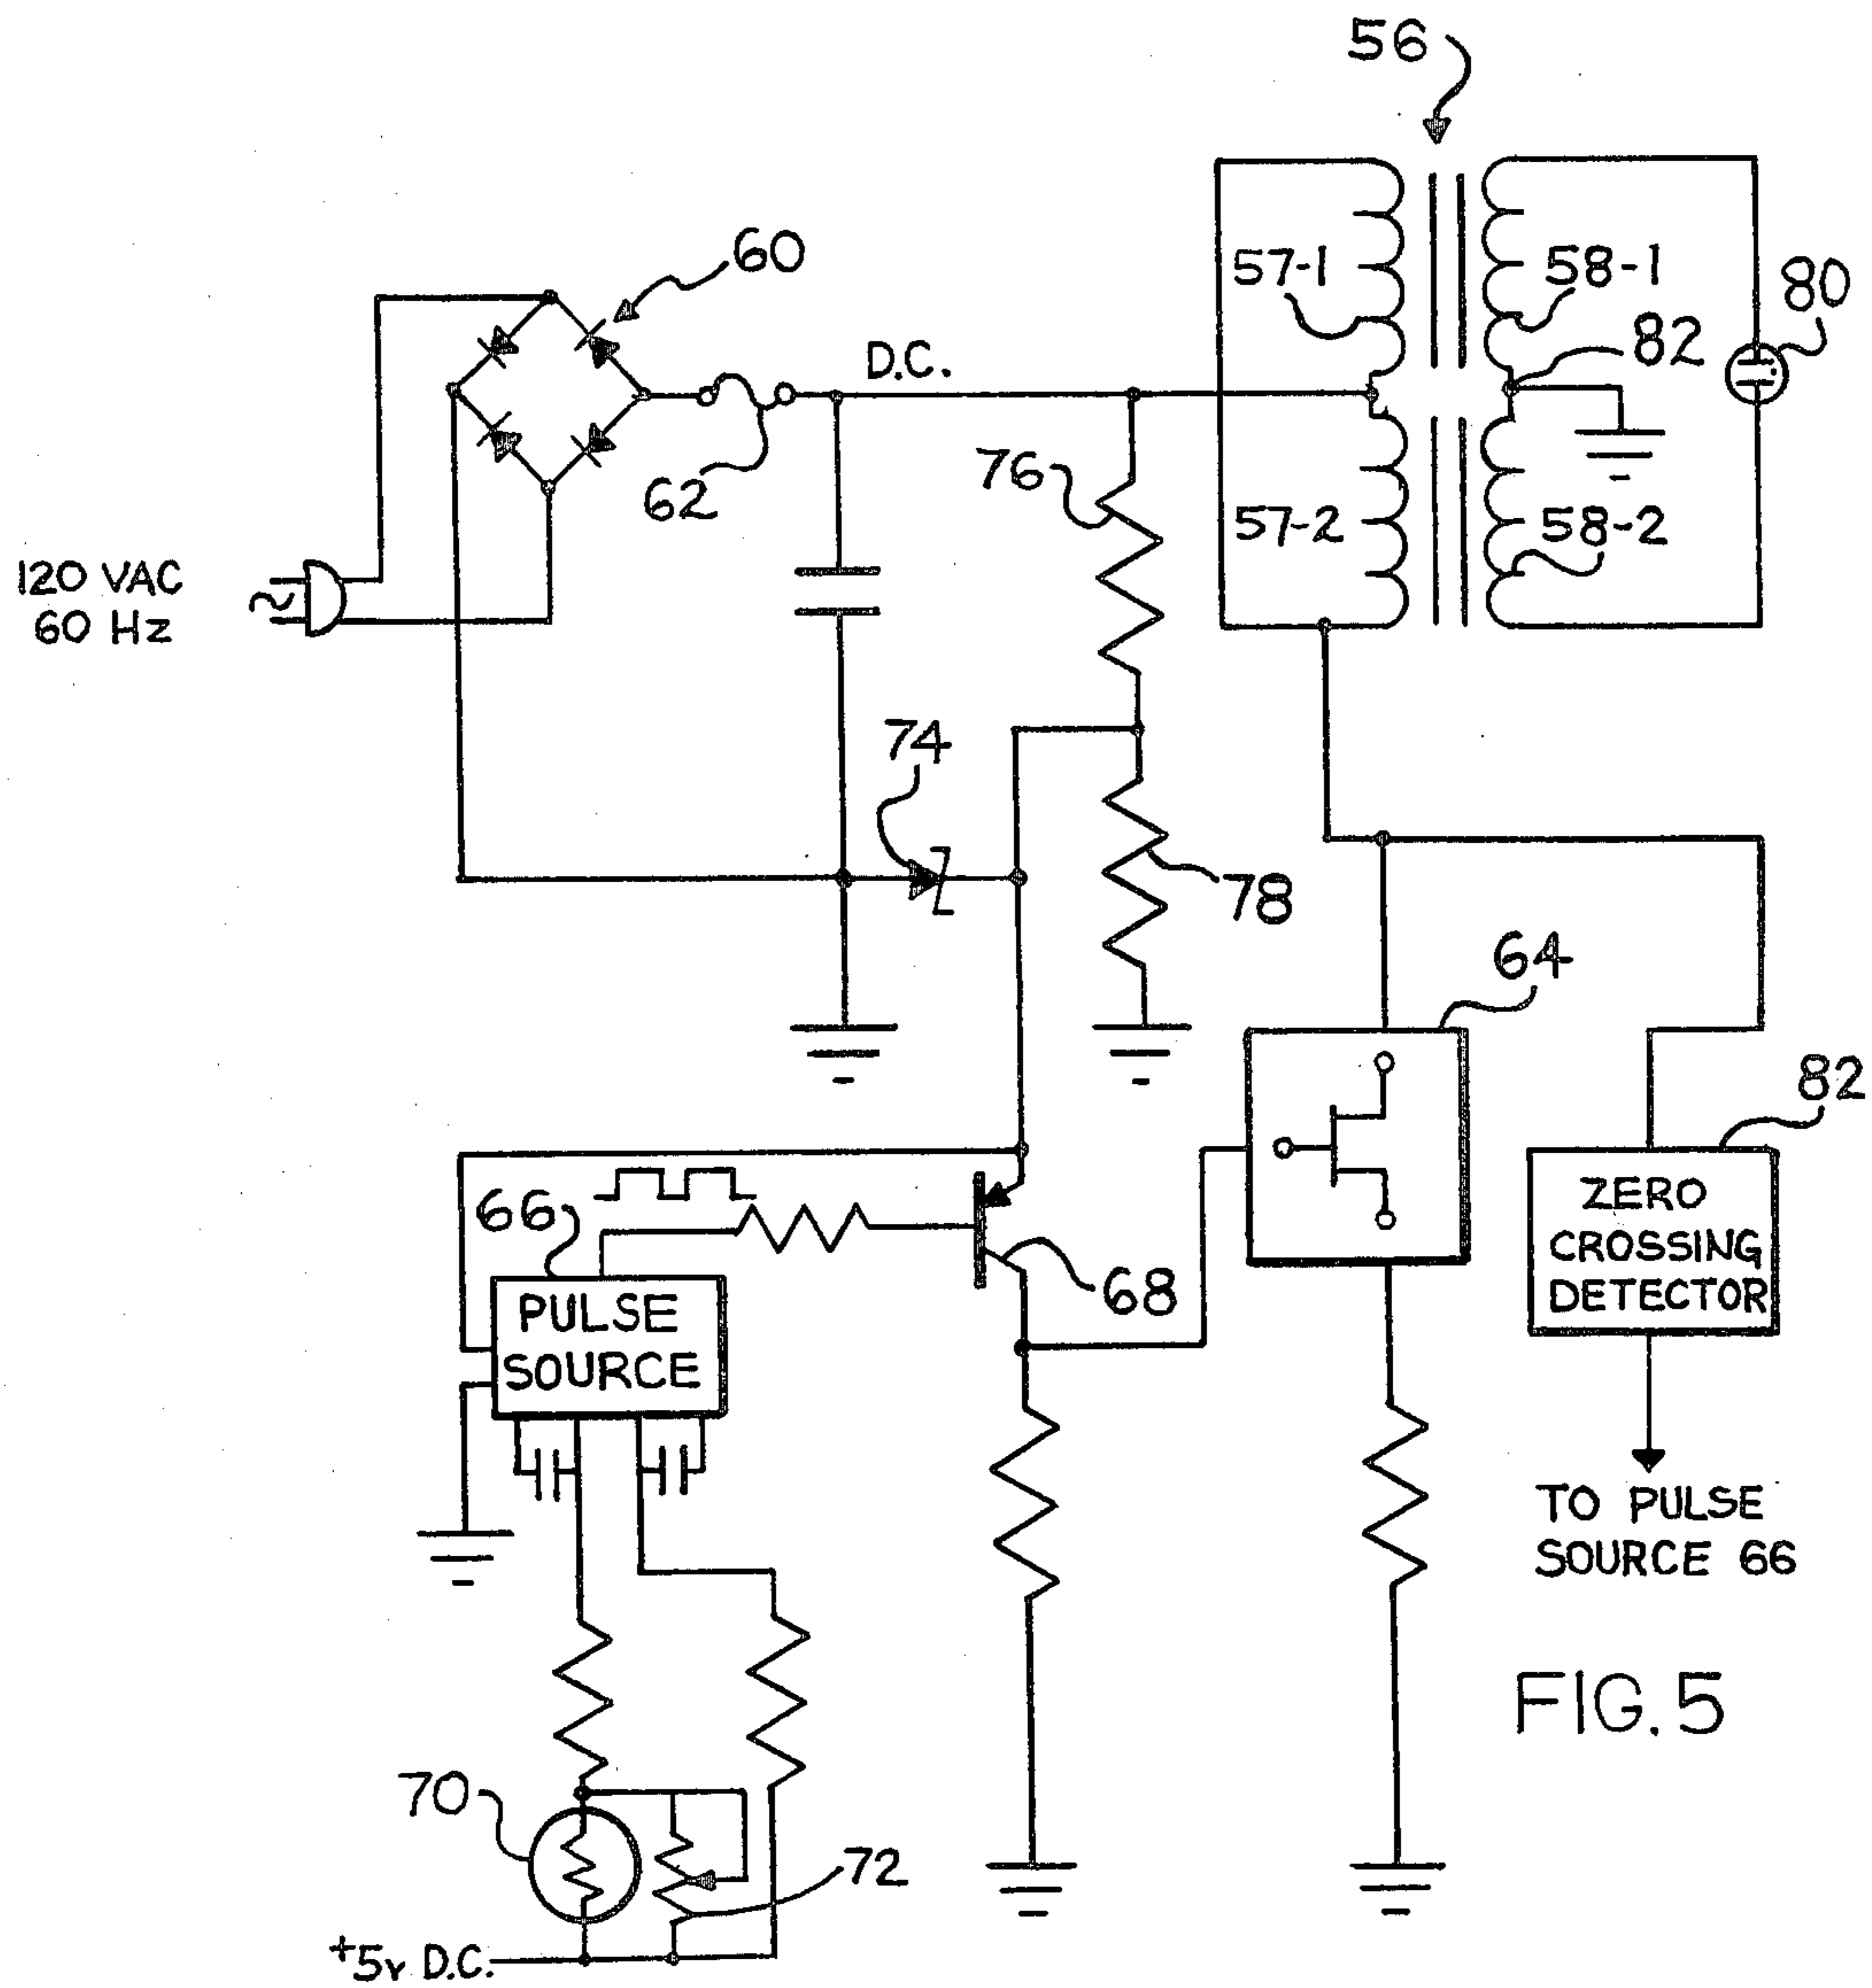 56
60
57-1
58-1
80
82
D.C.
62
76
57-2
58-2
120 VAC
60 Hz
74
78
64
82
66
ZERO
CROSSING
DETECTOR
68
PULSE
SOURCE
TO PULSE
SOURCE 66
FIG. 5
70
72
+5v D.C.